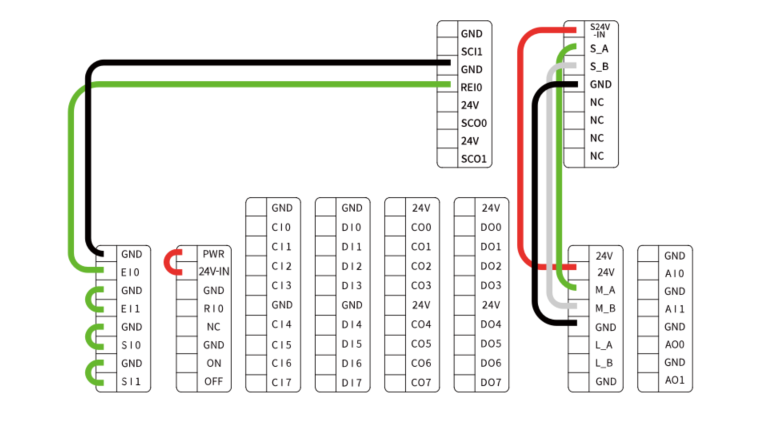 GND
SCI1
GND
REI0
24V
SCO0
24V
SCO1
S24V
-IN
S_A
S_B
GND
NC
NC
NC
NC
GND
EI0
GND
EI1
GND
SI0
GND
SI1
PWR
24V-IN
GND
RI0
NC
GND
ON
OFF
GND
CI0
CI1
CI2
CI3
GND
CI4
CI5
CI6
CI7
GND
DI0
DI1
DI2
DI3
GND
DI4
DI5
DI6
DI7
24V
CO0
CO1
CO2
CO3
24V
CO4
CO5
CO6
CO7
24V
DO0
DO1
DO2
DO3
24V
DO4
DO5
DO6
DO7
24V
24V
M_A
M_B
GND
L_A
L_B
GND
GND
AI0
GND
AI1
GND
AO0
GND
AO1